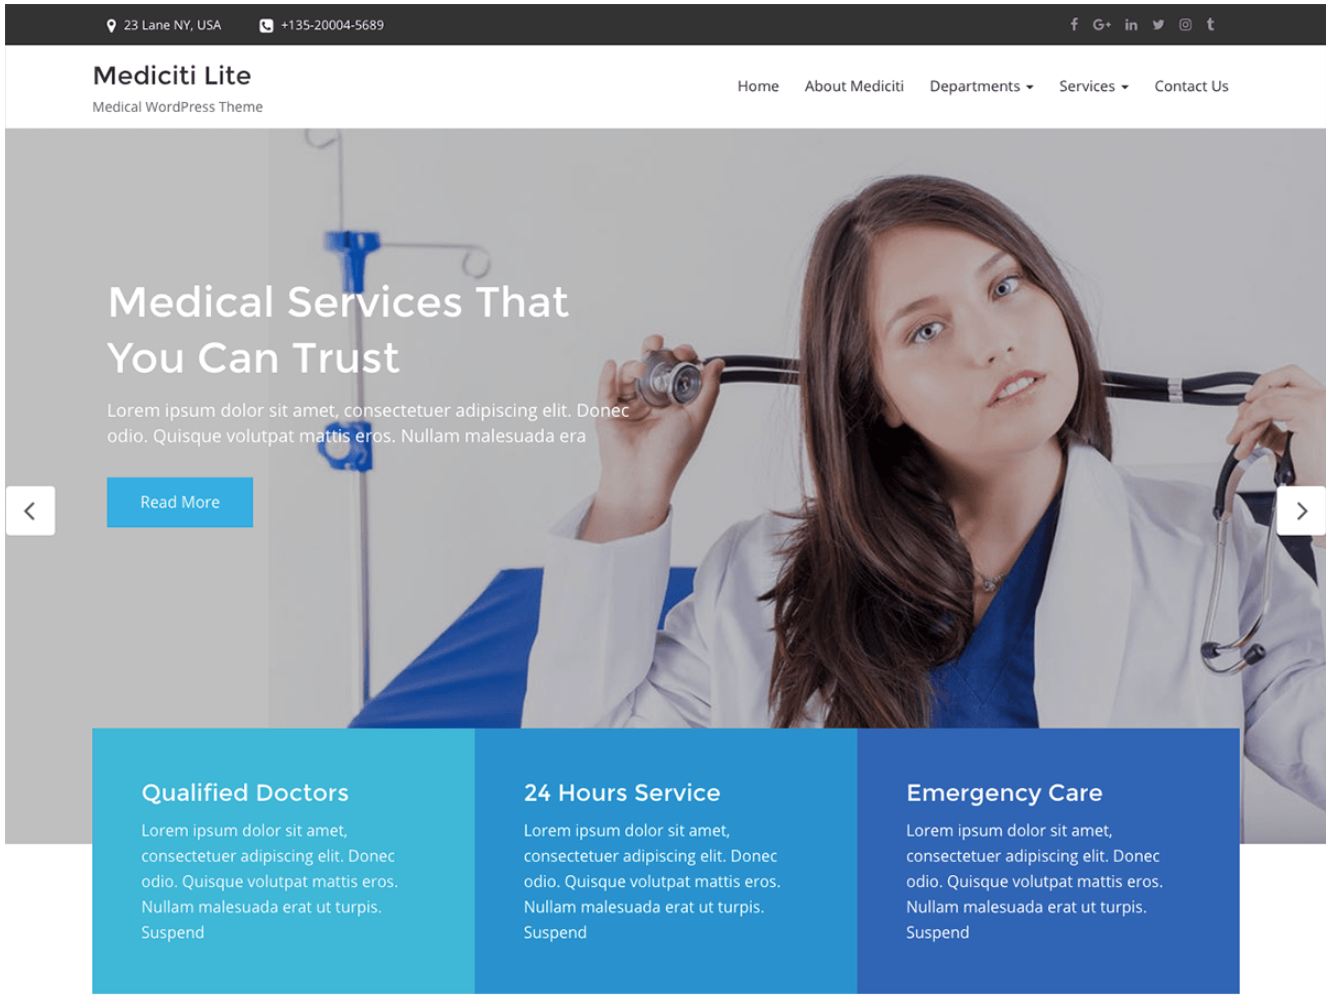 23 Lane NY, USA +135-20004-5689 f G+ in t
Mediciti Lite
Medical WordPress Theme
Home About Mediciti Departments Services Contact Us
Medical Services That
You Can Trust
Lorem ipsum dolor sit amet, consectetuer adipiscing elit. Donec
odio. Quisque volutpat mattis eros. Nullam malesuada era
Read More
Qualified Doctors
Lorem ipsum dolor sit amet,
consectetuer adipiscing elit. Donec
odio. Quisque volutpat mattis eros.
Nullam malesuada erat ut turpis.
Suspend
24 Hours Service
Lorem ipsum dolor sit amet,
consectetuer adipiscing elit. Donec
odio. Quisque volutpat mattis eros.
Nullam malesuada erat ut turpis.
Suspend
Emergency Care
Lorem ipsum dolor sit amet,
consectetuer adipiscing elit. Donec
odio. Quisque volutpat mattis eros.
Nullam malesuada erat ut turpis.
Suspend